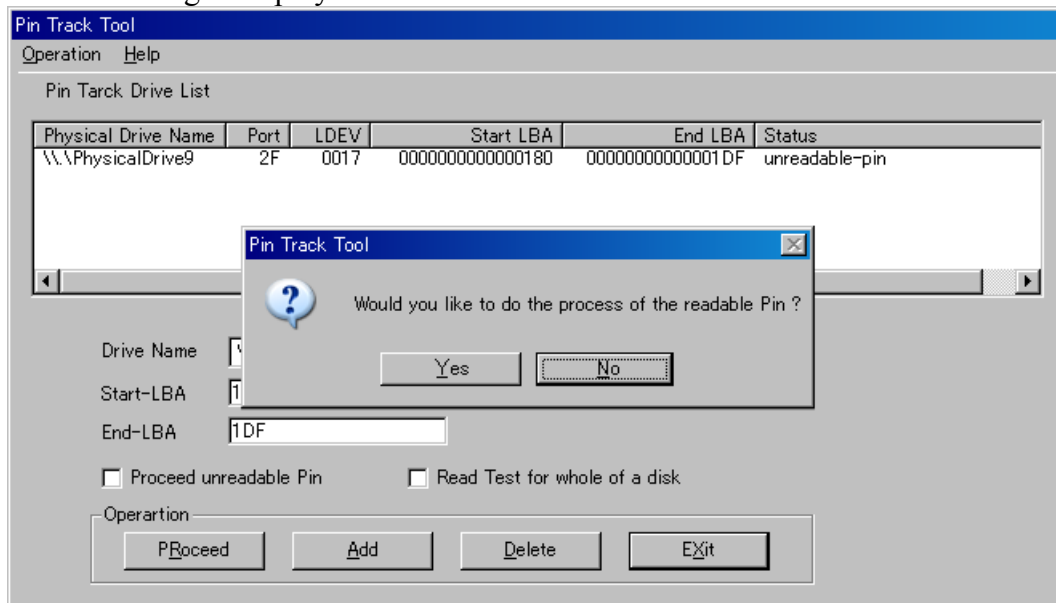 Pin Track Tool
Operation Help
Pin Tarck Drive List
Physical Drive Name Port LDEV Start LBA End LBA Status
\\.\PhysicalDrive9 2F 0017 0000000000000180 00000000000001DF unreadable-pin
Pin Track Tool
Would you like to do the process of the readable Pin ?
Yes No
Drive Name
Start-LBA 1
End-LBA 1DF
Proceed unreadable Pin Read Test for whole of a disk
Operartion
PRoceed Add Delete EXit